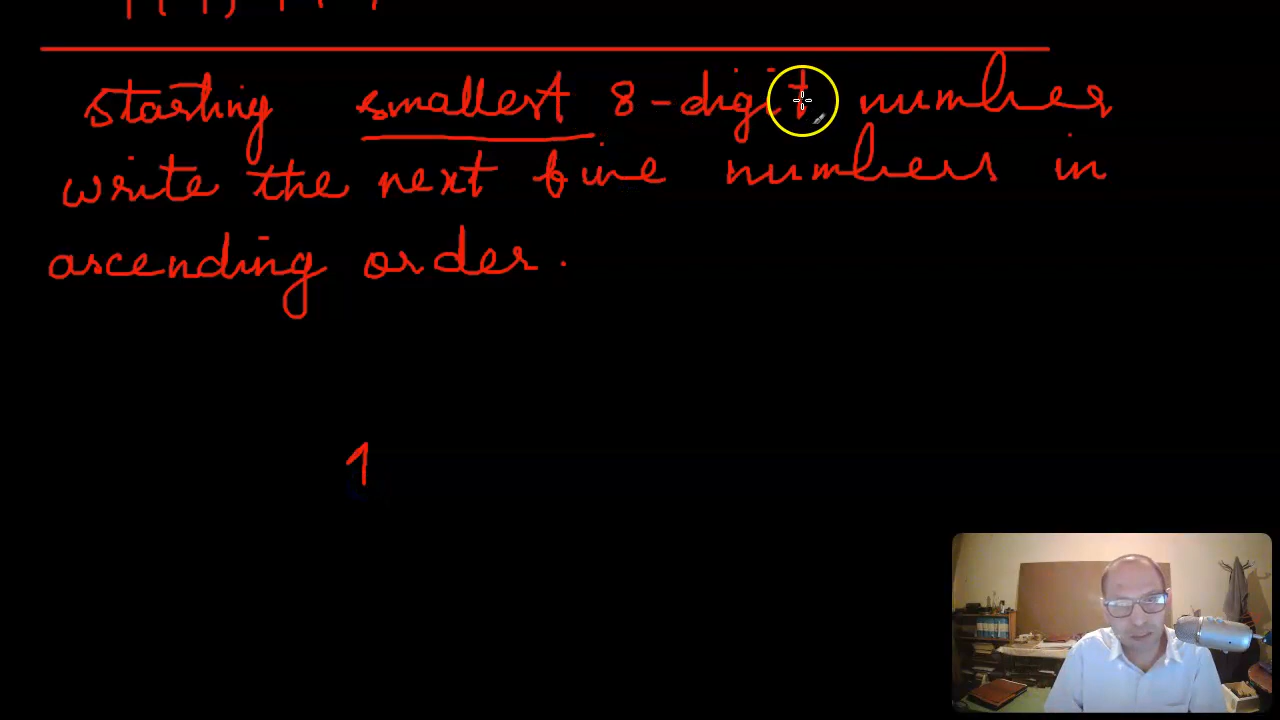 starting smallest 8-digit number
write the next five numbers in
ascending order.
1